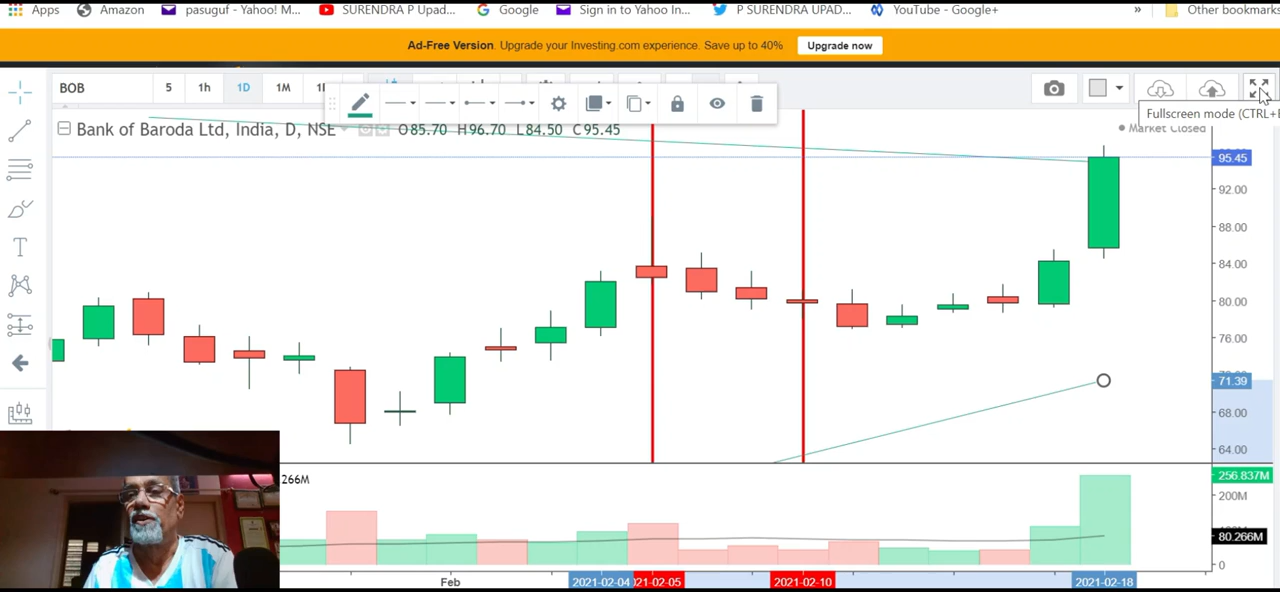 Apps Amazon pasuguf - Yahoo! M... SURENDRA P Upad... Google Sign in to Yahoo In... P SURENDRA UPAD... YouTube - Google+ » Other bookmarks
Ad-Free Version. Upgrade your Investing.com experience. Save up to 40% Upgrade now
BOB 5 1h 1D 1M
Fullscreen mode (CTRL+
Bank of Baroda Ltd, India, D, NSE O85.70 H96.70 L84.50 C95.45
Market Closed
95.45
92.00
88.00
84.00
80.00
76.00
71.39
68.00
64.00
266M
256.837M
200M
80.266M
0
Feb 2021-02-04 021-02-05 2021-02-10 2021-02-18